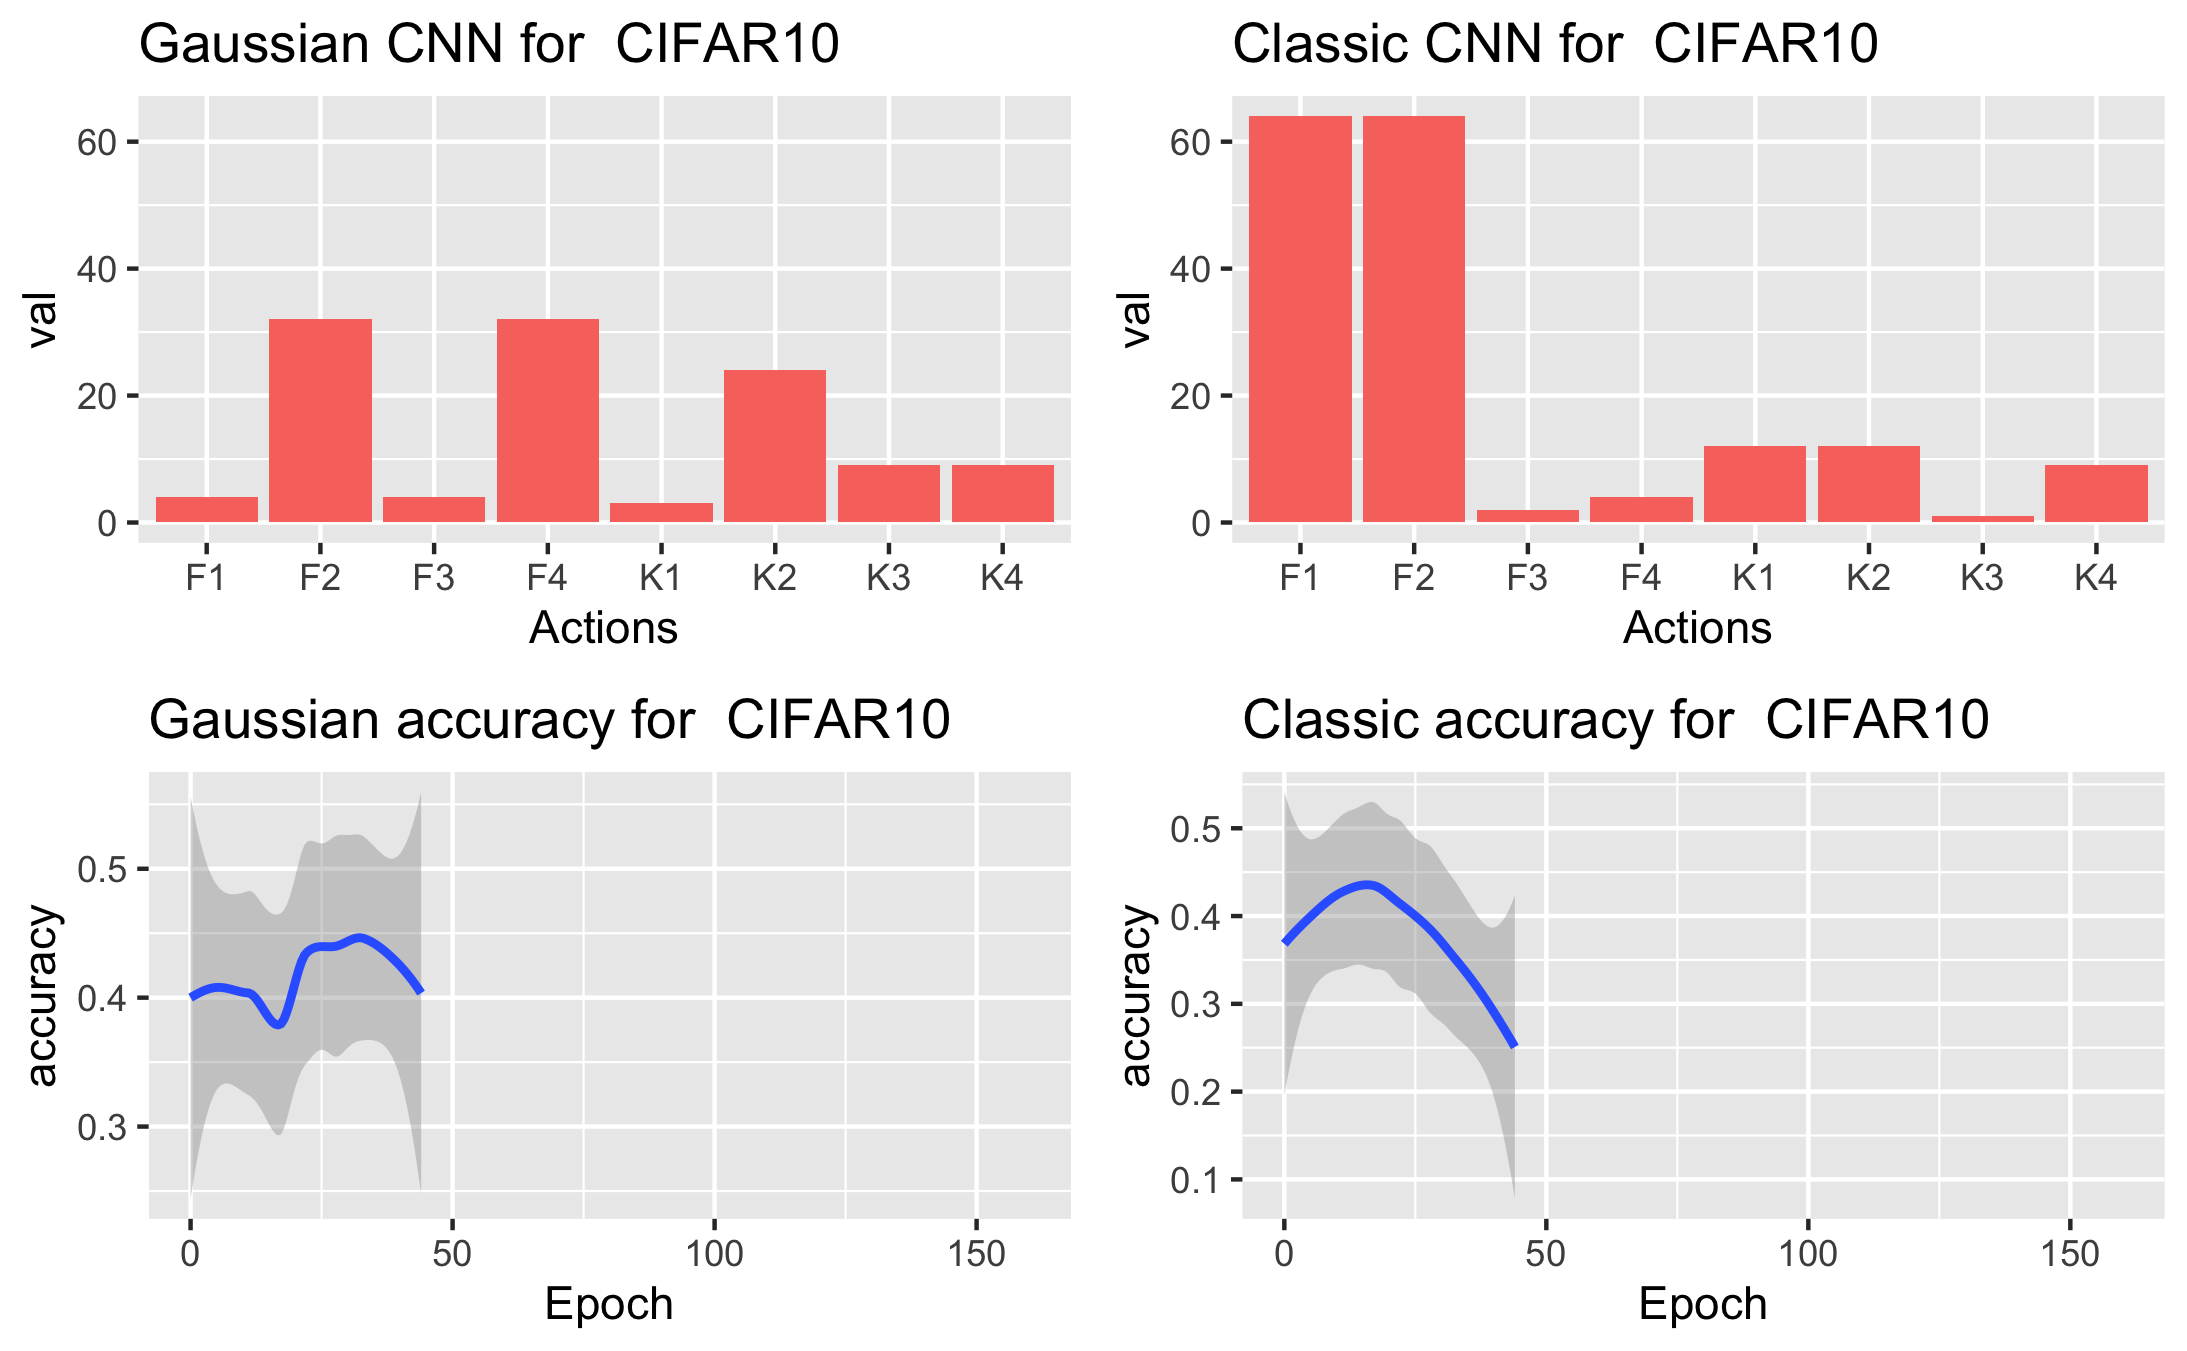 Gaussian CNN for  CIFAR10
60
40
20
0
val
F1 F2 F3 F4 K1 K2 K3 K4
Actions
Classic CNN for  CIFAR10
60
40
20
0
val
F1 F2 F3 F4 K1 K2 K3 K4
Actions
Gaussian accuracy for  CIFAR10
0.5
0.4
0.3
accuracy
0 50 100 150
Epoch
Classic accuracy for  CIFAR10
0.5
0.4
0.3
0.2
0.1
accuracy
0 50 100 150
Epoch